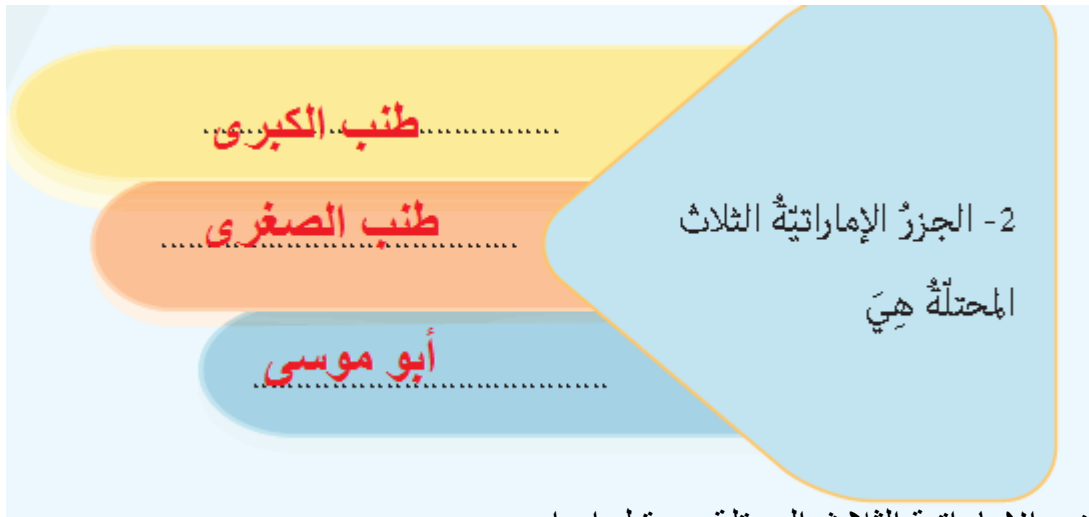 2- الجزرُ الإماراتيّةُ الثلاث
المحتلّةُ هِيَ
طنب الكبرى
طنب الصغرى
أبو موسى